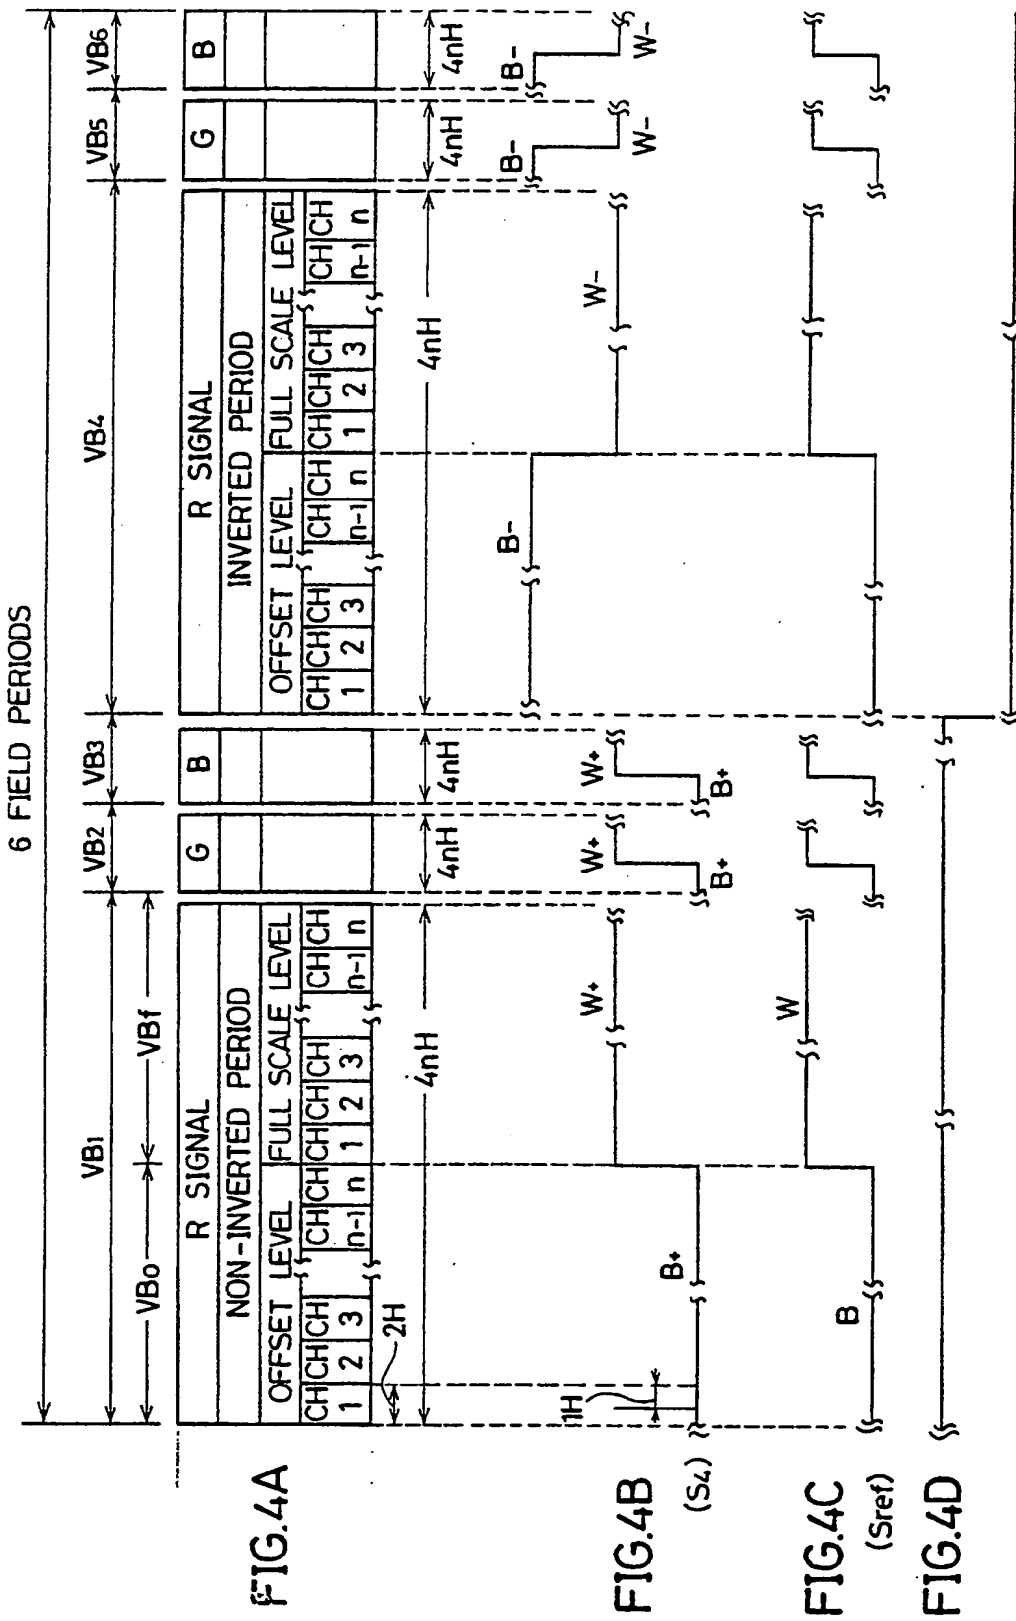 6 FIELD PERIODS
VB1 VB2 VB3 VB4 VB5 VB6
VBo VBf
FIG.4A
R SIGNAL G B R SIGNAL G B
NON-INVERTED PERIOD INVERTED PERIOD
OFFSET LEVEL FULL SCALE LEVEL OFFSET LEVEL FULL SCALE LEVEL
CH CH CH CH CH CH CH CH CH CH CH CH CH CH CH CH CH CH CH CH
1 2 3 n-1 n 1 2 3 n-1 n 1 2 3 n-1 n 1 2 3 n-1 n
2H
4nH 4nH 4nH 4nH 4nH 4nH
FIG.4B
(S4)
1H
B+ W+ W+ B+ W+ B+ B- W- B- W- B- W-
FIG.4C
(Sref)
B W
FIG.4D